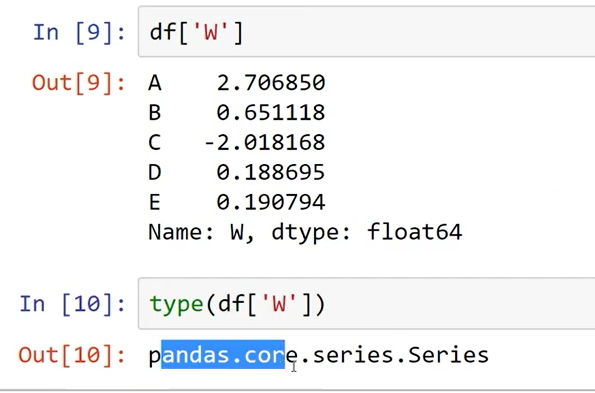 In [9]: df['W']
Out[9]: A 2.706850
B 0.651118
C -2.018168
D 0.188695
E 0.190794
Name: W, dtype: float64
In [10]: type(df['W'])
Out[10]: pandas.core.series.Series